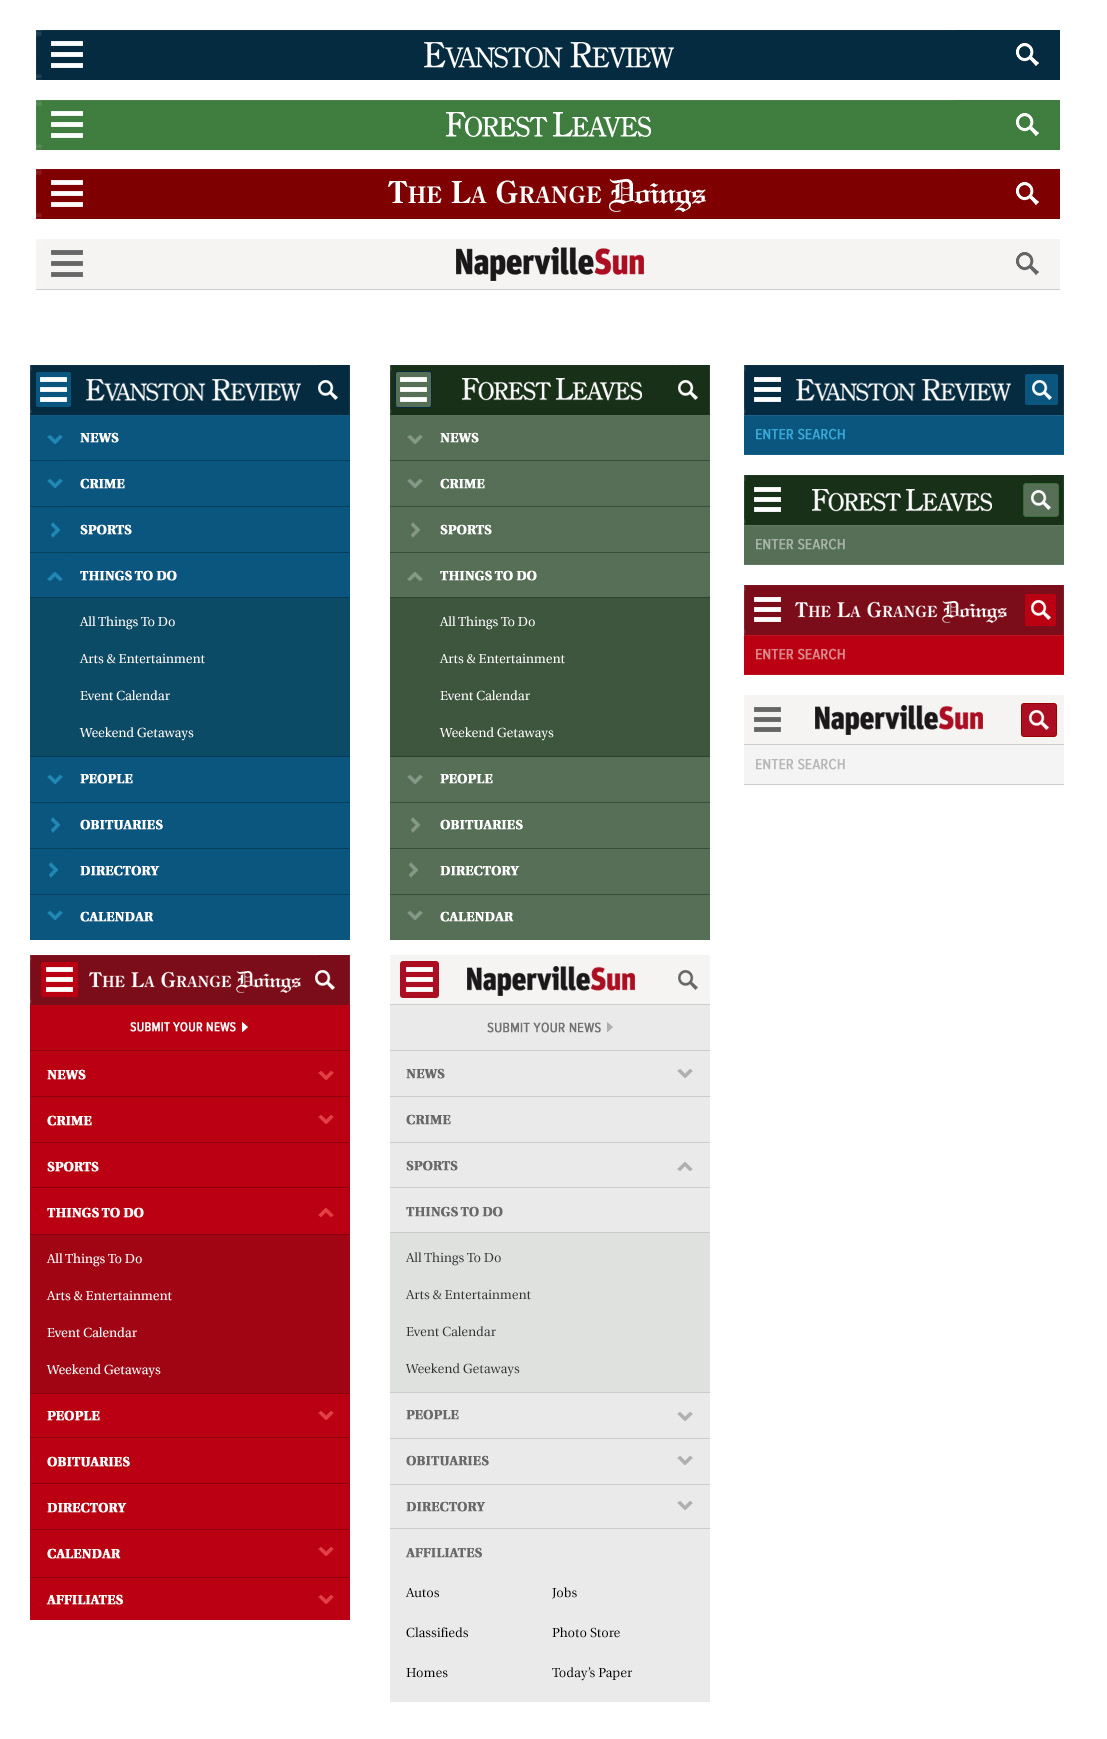 EVANSTON REVIEW
FOREST LEAVES
THE LA GRANGE Doings
NapervilleSun
EVANSTON REVIEW
NEWS
CRIME
SPORTS
THINGS TO DO
All Things To Do
Arts & Entertainment
Event Calendar
Weekend Getaways
PEOPLE
OBITUARIES
DIRECTORY
CALENDAR
FOREST LEAVES
NEWS
CRIME
SPORTS
THINGS TO DO
All Things To Do
Arts & Entertainment
Event Calendar
Weekend Getaways
PEOPLE
OBITUARIES
DIRECTORY
CALENDAR
EVANSTON REVIEW
ENTER SEARCH
FOREST LEAVES
ENTER SEARCH
THE LA GRANGE Doings
ENTER SEARCH
NapervilleSun
ENTER SEARCH
THE LA GRANGE Doings
SUBMIT YOUR NEWS
NEWS
CRIME
SPORTS
THINGS TO DO
All Things To Do
Arts & Entertainment
Event Calendar
Weekend Getaways
PEOPLE
OBITUARIES
DIRECTORY
CALENDAR
AFFILIATES
NapervilleSun
SUBMIT YOUR NEWS
NEWS
CRIME
SPORTS
THINGS TO DO
All Things To Do
Arts & Entertainment
Event Calendar
Weekend Getaways
PEOPLE
OBITUARIES
DIRECTORY
AFFILIATES
Autos Jobs
Classifieds Photo Store
Homes Today's Paper